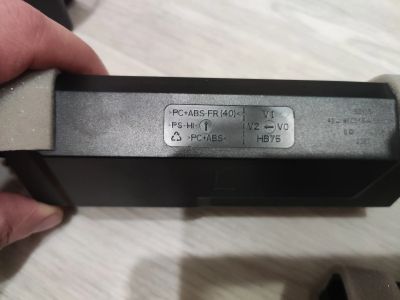 >PC+ABS-FR(40)<
>PS-HI<
>PC+ABS<
V1
V2 ← V0
HB75